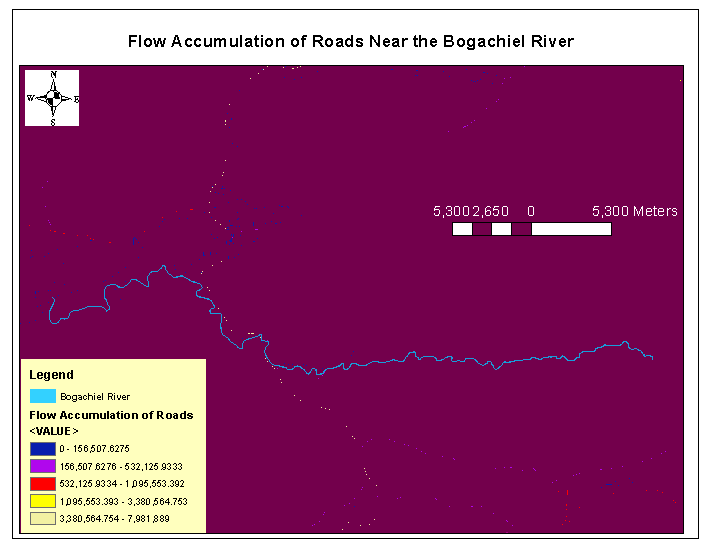 Flow Accumulation of Roads Near the Bogachiel River
N
W E
S
5,300 2,650 0 5,300 Meters
Legend
Bogachiel River
Flow Accumulation of Roads
<VALUE>
0 - 156,507.6275
156,507.6276 - 532,125.9333
532,125.9334 - 1,095,553.392
1,095,553.393 - 3,380,564.753
3,380,564.754 - 7,981,889